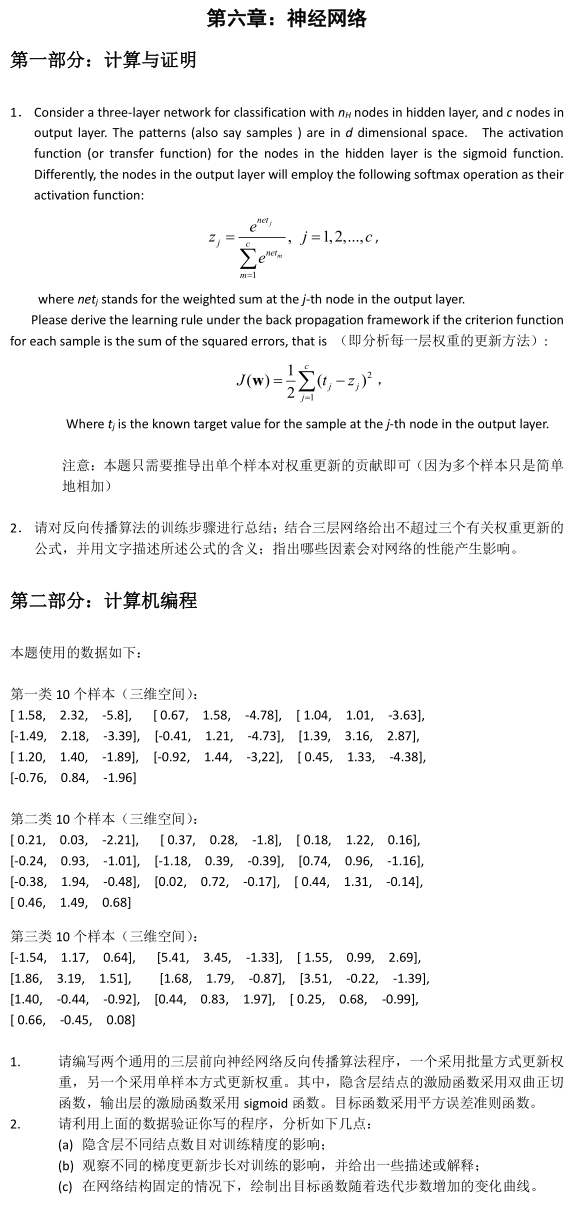 第六章：神经网络
第一部分：计算与证明
1. Consider a three-layer network for classification with nH nodes in hidden layer, and c nodes in
output layer. The patterns (also say samples ) are in d dimensional space. The activation
function (or transfer function) for the nodes in the hidden layer is the sigmoid function.
Differently, the nodes in the output layer will employ the following softmax operation as their
activation function:
z_j = e^{net_j} / \sum_{m=1}^{c} e^{net_m}, j = 1,2,...,c,
where netj stands for the weighted sum at the j-th node in the output layer.
Please derive the learning rule under the back propagation framework if the criterion function
for each sample is the sum of the squared errors, that is （即分析每一层权重的更新方法）:
J(w) = 1/2 \sum_{j=1}^{c} (t_j - z_j)^2,
Where tj is the known target value for the sample at the j-th node in the output layer.
注意：本题只需要推导出单个样本对权重更新的贡献即可（因为多个样本只是简单
地相加）
2. 请对反向传播算法的训练步骤进行总结；结合三层网络给出不超过三个有关权重更新的
公式，并用文字描述所述公式的含义；指出哪些因素会对网络的性能产生影响。
第二部分：计算机编程
本题使用的数据如下：
第一类 10 个样本（三维空间）：
[ 1.58, 2.32, -5.8], [ 0.67, 1.58, -4.78], [ 1.04, 1.01, -3.63],
[-1.49, 2.18, -3.39], [-0.41, 1.21, -4.73], [1.39, 3.16, 2.87],
[ 1.20, 1.40, -1.89], [-0.92, 1.44, -3,22], [ 0.45, 1.33, -4.38],
[-0.76, 0.84, -1.96]
第二类 10 个样本（三维空间）：
[ 0.21, 0.03, -2.21], [ 0.37, 0.28, -1.8], [ 0.18, 1.22, 0.16],
[-0.24, 0.93, -1.01], [-1.18, 0.39, -0.39], [0.74, 0.96, -1.16],
[-0.38, 1.94, -0.48], [0.02, 0.72, -0.17], [ 0.44, 1.31, -0.14],
[ 0.46, 1.49, 0.68]
第三类 10 个样本（三维空间）：
[-1.54, 1.17, 0.64], [5.41, 3.45, -1.33], [ 1.55, 0.99, 2.69],
[1.86, 3.19, 1.51], [1.68, 1.79, -0.87], [3.51, -0.22, -1.39],
[1.40, -0.44, -0.92], [0.44, 0.83, 1.97], [ 0.25, 0.68, -0.99],
[ 0.66, -0.45, 0.08]
1. 请编写两个通用的三层前向神经网络反向传播算法程序，一个采用批量方式更新权
重，另一个采用单样本方式更新权重。其中，隐含层结点的激励函数采用双曲正切
函数，输出层的激励函数采用 sigmoid 函数。目标函数采用平方误差准则函数。
2. 请利用上面的数据验证你写的程序，分析如下几点：
(a) 隐含层不同结点数目对训练精度的影响；
(b) 观察不同的梯度更新步长对训练的影响，并给出一些描述或解释；
(c) 在网络结构固定的情况下，绘制出目标函数随着迭代步数增加的变化曲线。